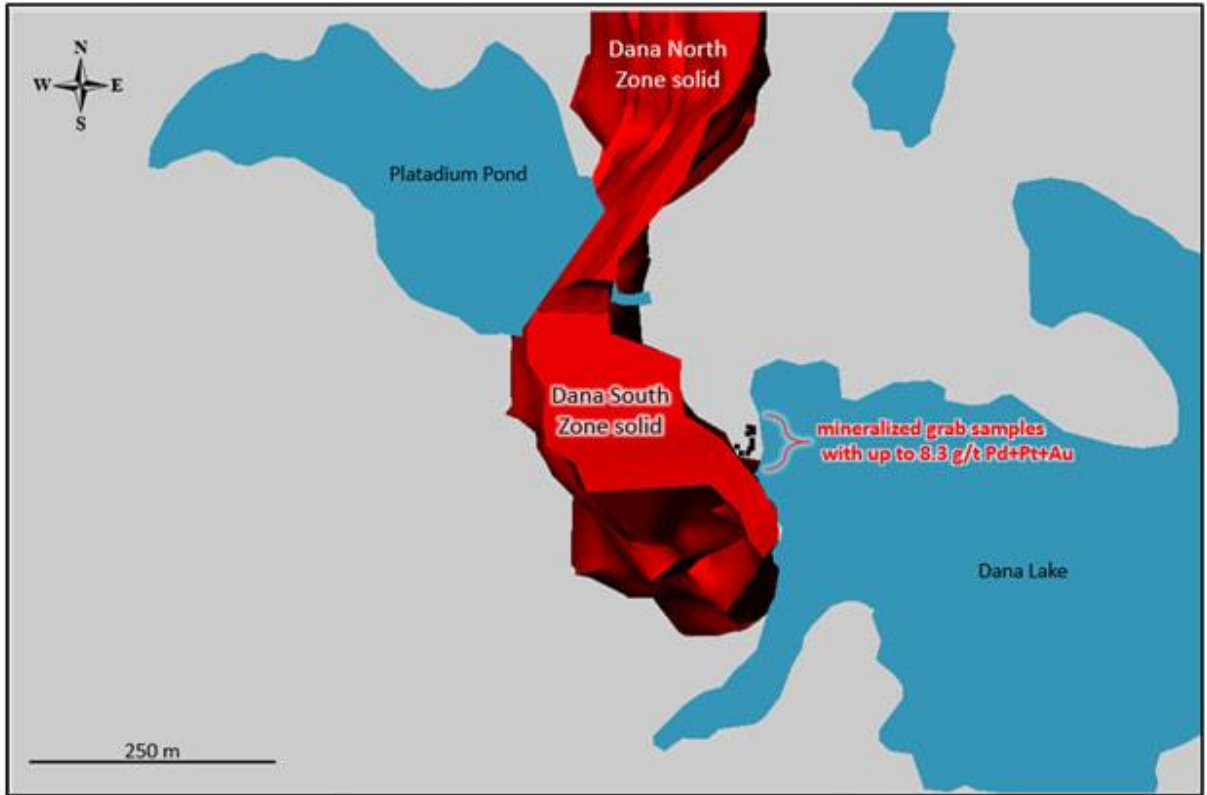 N
W E
S
Dana North
Zone solid
Platadium Pond
Dana South
Zone solid
mineralized grab samples
with up to 8.3 g/t Pd+Pt+Au
Dana Lake
250 m